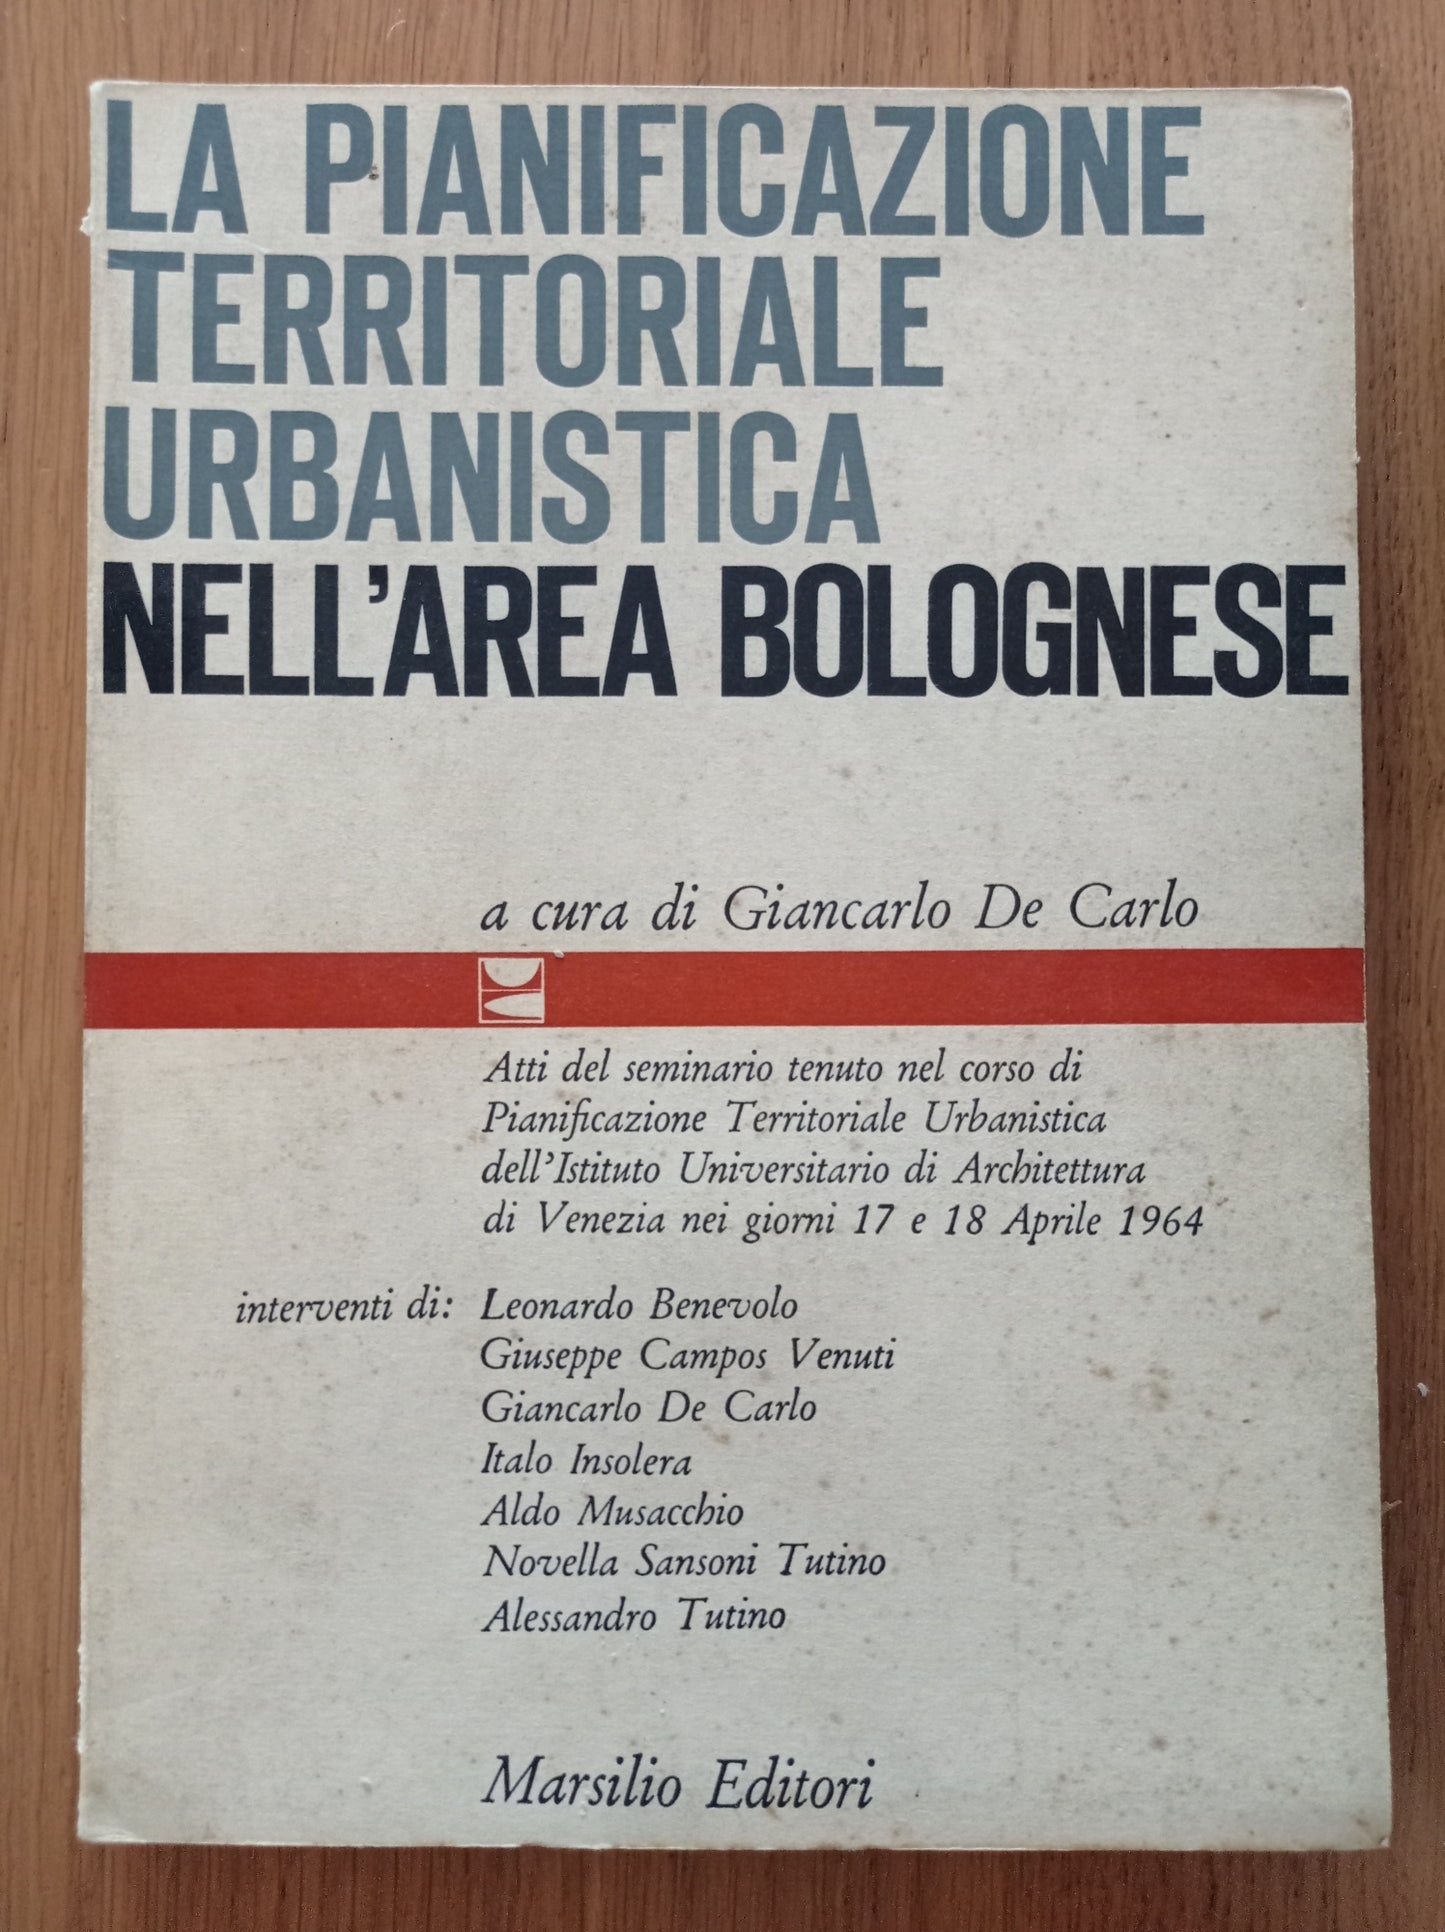 LA PIANIFICAZIONE
TERRITORIALE
URBANISTICA
NELL'AREA BOLOGNESE
a cura di Giancarlo De Carlo
Atti del seminario tenuto nel corso di
Pianificazione Territoriale Urbanistica
dell'Istituto Universitario di Architettura
di Venezia nei giorni 17 e 18 Aprile 1964
interventi di: Leonardo Benevolo
Giuseppe Campos Venuti
Giancarlo De Carlo
Italo Insolera
Aldo Musacchio
Novella Sansoni Tutino
Alessandro Tutino
Marsilio Editori